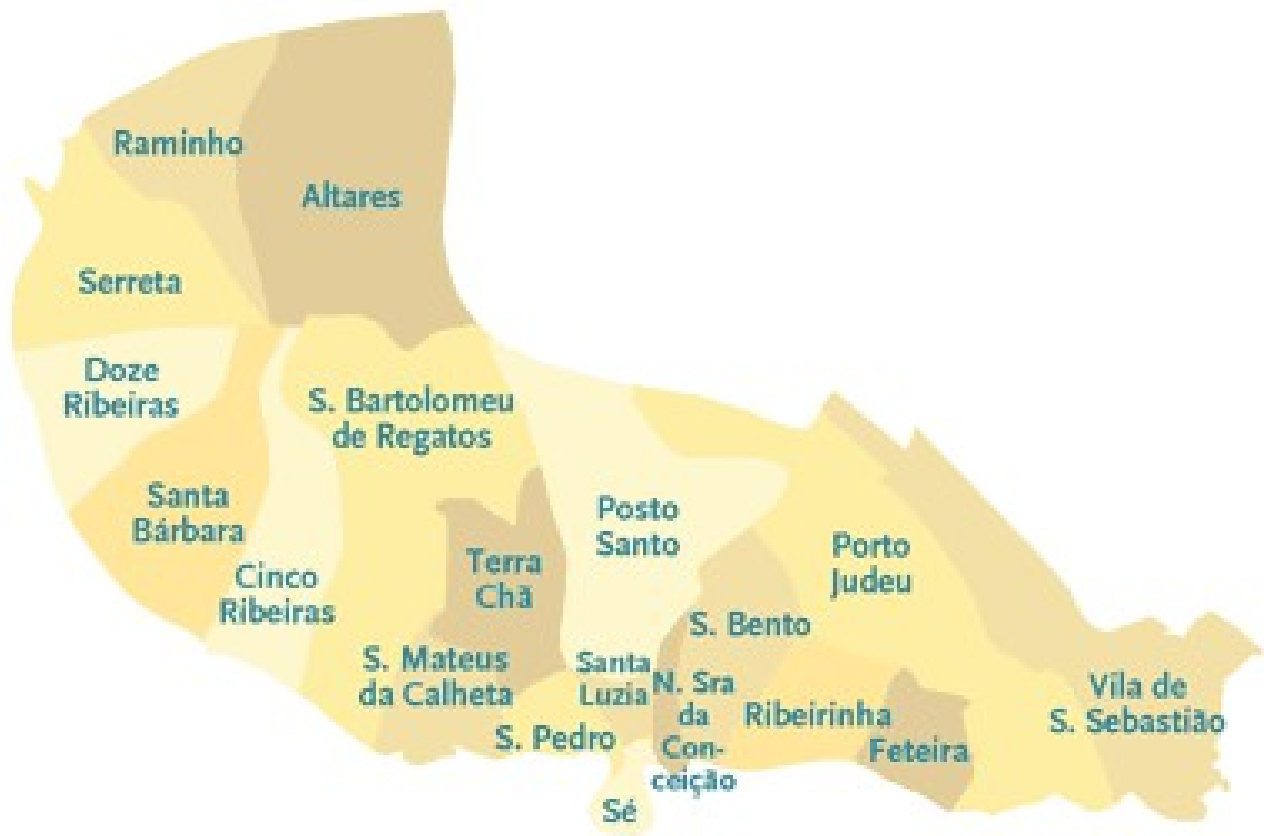 Raminho
Altares
Serreta
Doze
Ribeiras
S. Bartolomeu
de Regatos
Santa
Bárbara
Posto
Santo
Cinco
Ribeiras
Terra
Chã
Porto
Judeu
S. Bento
S. Mateus
da Calheta
Santa
Luzia
N. Sra
da
Con-
ceição
Ribeirinha
Vila de
S. Sebastião
S. Pedro
Feteira
Sé